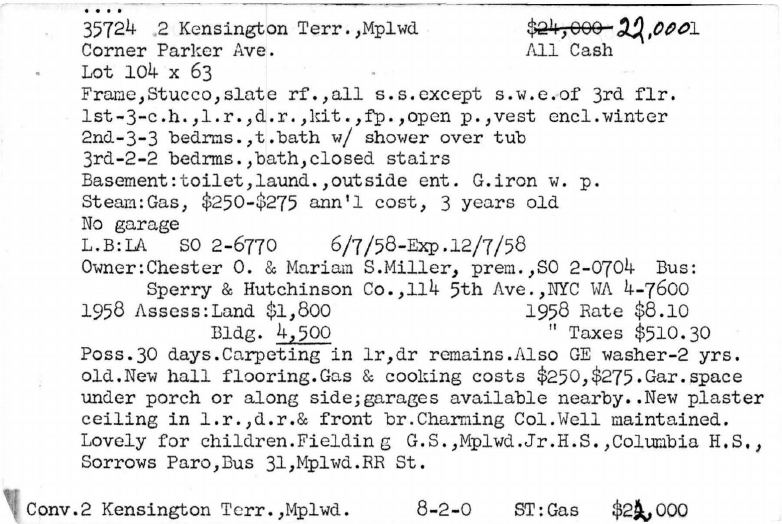 ....
35724 .2 Kensington Terr.,Mplwd $24,000 22,0001
Corner Parker Ave. All Cash
Lot 104 x 63
Frame,Stucco,slate rf.,all s.s.except s.w.e.of 3rd flr.
1st-3-c.h.,l.r.,d.r.,kit.,fp.,open p.,vest encl.winter
2nd-3-3 bedrms.,t.bath w/ shower over tub
3rd-2-2 bedrms.,bath,closed stairs
Basement:toilet,laund.,outside ent. G.iron w. p.
Steam:Gas, $250-$275 ann'l cost, 3 years old
No garage
L.B:LA SO 2-6770 6/7/58-Exp.12/7/58
Owner:Chester O. & Mariam S.Miller, prem.,SO 2-0704 Bus:
Sperry & Hutchinson Co.,114 5th Ave.,NYC WA 4-7600
1958 Assess:Land $1,800 1958 Rate $8.10
Bldg. 4,500 " Taxes $510.30
Poss.30 days.Carpeting in lr,dr remains.Also GE washer-2 yrs.
old.New hall flooring.Gas & cooking costs $250,$275.Gar.space
under porch or along side;garages available nearby..New plaster
ceiling in l.r.,d.r.& front br.Charming Col.Well maintained.
Lovely for children.Fielding G.S.,Mplwd.Jr.H.S.,Columbia H.S.,
Sorrows Paro,Bus 31,Mplwd.RR St.
Conv.2 Kensington Terr.,Mplwd. 8-2-0 ST:Gas $22,000